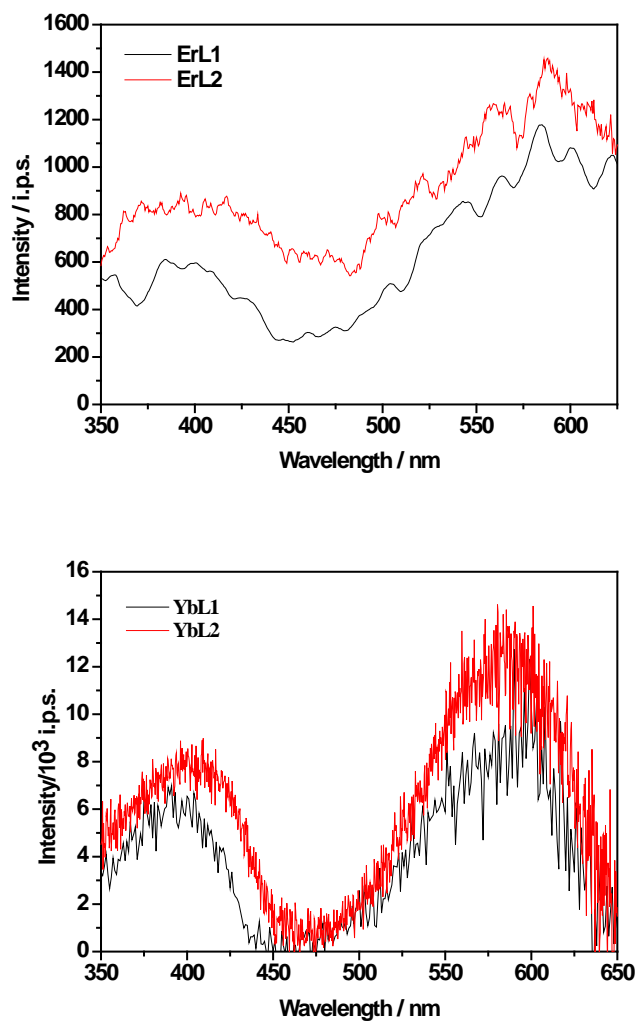 1600
1400
1200
1000
800
600
400
200
0
Intensity / i.p.s.
ErL1
ErL2
350 400 450 500 550 600
Wavelength / nm
16
14
12
10
8
6
4
2
0
Intensity/10³ i.p.s.
YbL1
YbL2
350 400 450 500 550 600 650
Wavelength / nm